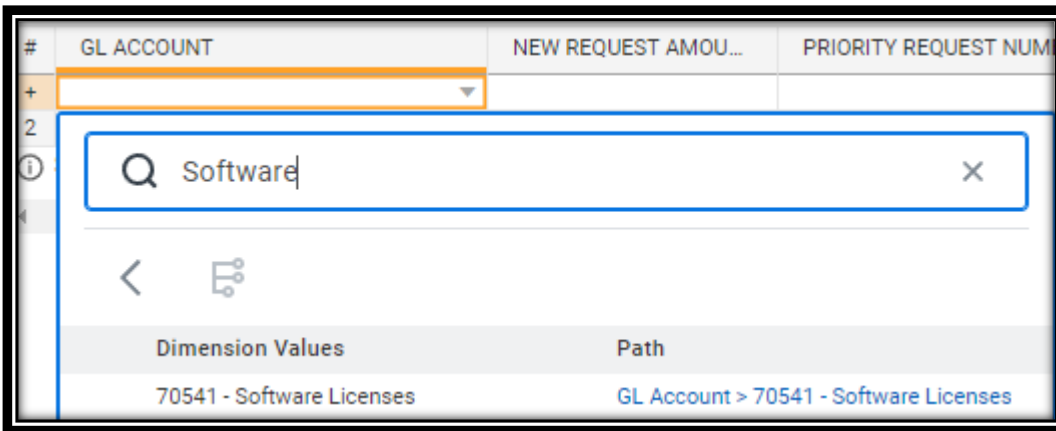 # GL ACCOUNT NEW REQUEST AMOU... PRIORITY REQUEST NUM
+
2
Software
Dimension Values Path
70541 - Software Licenses GL Account > 70541 - Software Licenses